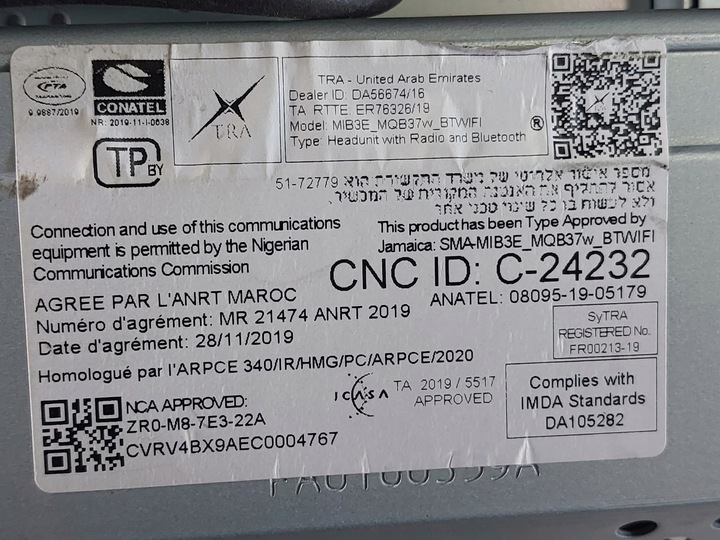 PTA
9.9887/2019
CONATEL
NR: 2019-11-I-0638
TRA
TRA - United Arab Emirates
Dealer ID: DA56674/16
TA RTTE: ER76326/19
Model: MIB3E_MQB37w_BTWIFI
Type: Headunit with Radio and Bluetooth
®
TP BY
מספר אישור אלחוטי של משרד התקשורת הוא 51-72779
אסור להחליף את האנטנה המקורית של המכשיר,
ולא לעשות בו כל שינוי טכני אחר
Connection and use of this communications
equipment is permitted by the Nigerian
Communications Commission
This product has been Type Approved by
Jamaica: SMA-MIB3E_MQB37w_BTWIFI
CNC ID: C-24232
AGREE PAR L'ANRT MAROC
ANATEL: 08095-19-05179
Numéro d'agrément: MR 21474 ANRT 2019
Date d'agrément: 28/11/2019
SyTRA
REGISTERED No.
FR00213-19
Homologué par l'ARPCE 340/IR/HMG/PC/ARPCE/2020
ICASA
TA 2019 / 5517
APPROVED
Complies with
IMDA Standards
DA105282
NCA APPROVED:
ZR0-M8-7E3-22A
CVRV4BX9AEC0004767